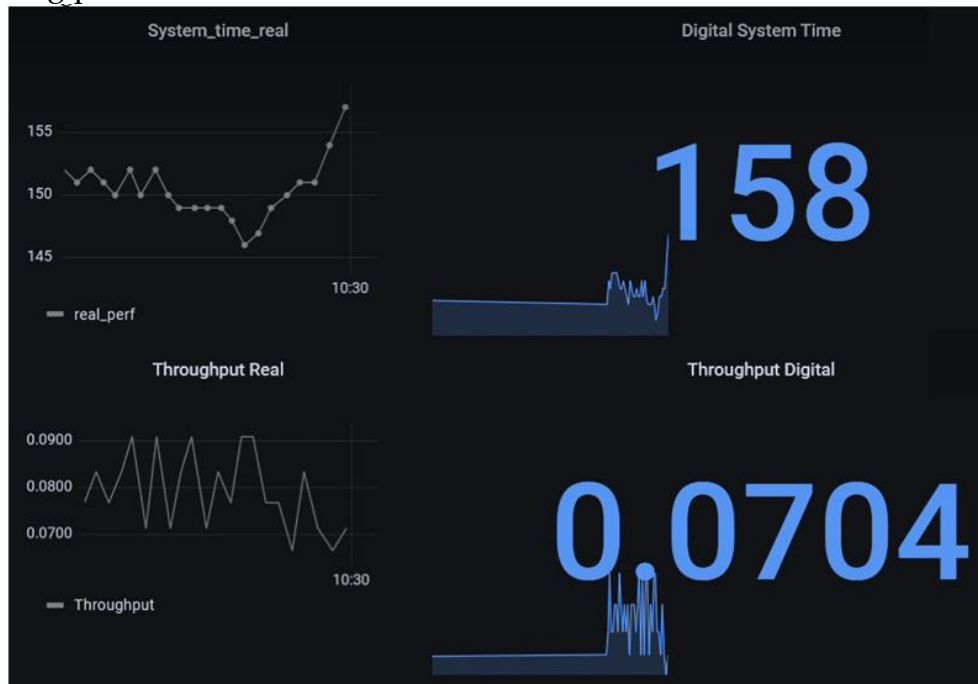 System_time_real
155
150
145
10:30
real_perf
Digital System Time
158
Throughput Real
0.0900
0.0800
0.0700
10:30
Throughput
Throughput Digital
0.0704